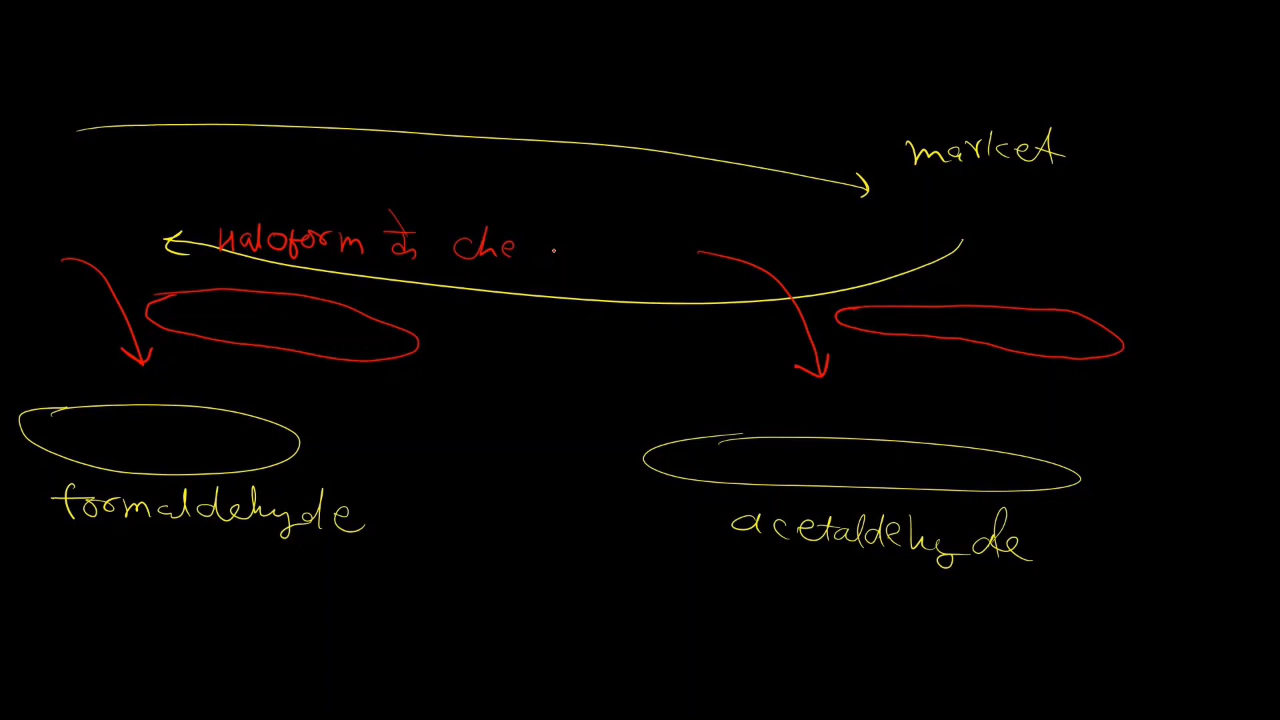 market
Haloform के che
formaldehyde
acetaldehyde